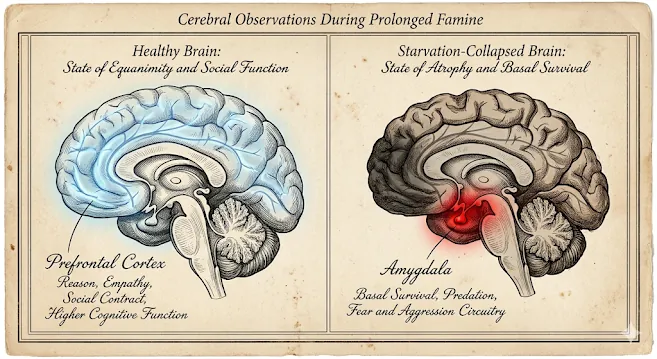 Cerebral Observations During Prolonged Famine
Healthy Brain:
State of Equanimity and Social Function
Prefrontal Cortex
Reason, Empathy,
Social Contract,
Higher Cognitive Function
Starvation-Collapsed Brain:
State of Atrophy and Basal Survival
Amygdala
Basal Survival, Predation,
Fear and Aggression Circuitry